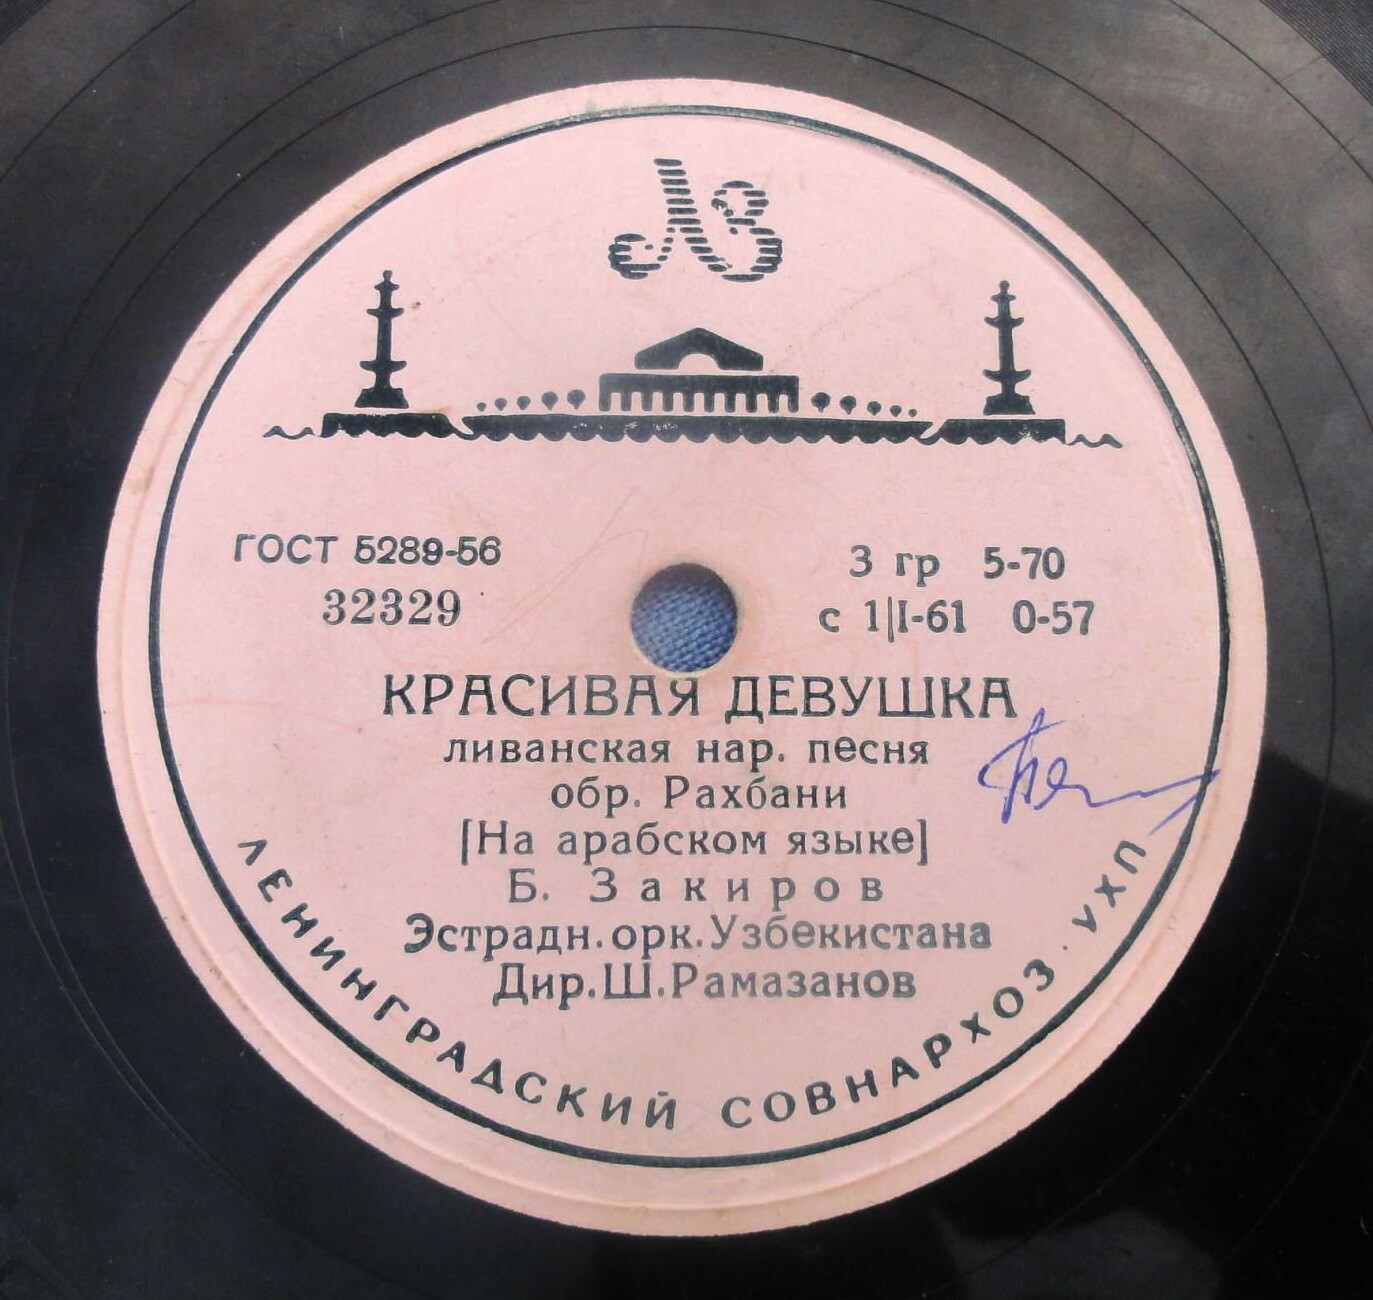 ЛЗ
ГОСТ 5289-56
32329
3 гр 5-70
с 1|I-61 0-57
КРАСИВАЯ ДЕВУШКА
ливанская нар. песня
обр. Рахбани
[На арабском языке]
Б. Закиров
Эстрадн.орк.Узбекистана
Дир.Ш.Рамазанов
ЛЕНИНГРАДСКИЙ СОВНАРХОЗ. УХП